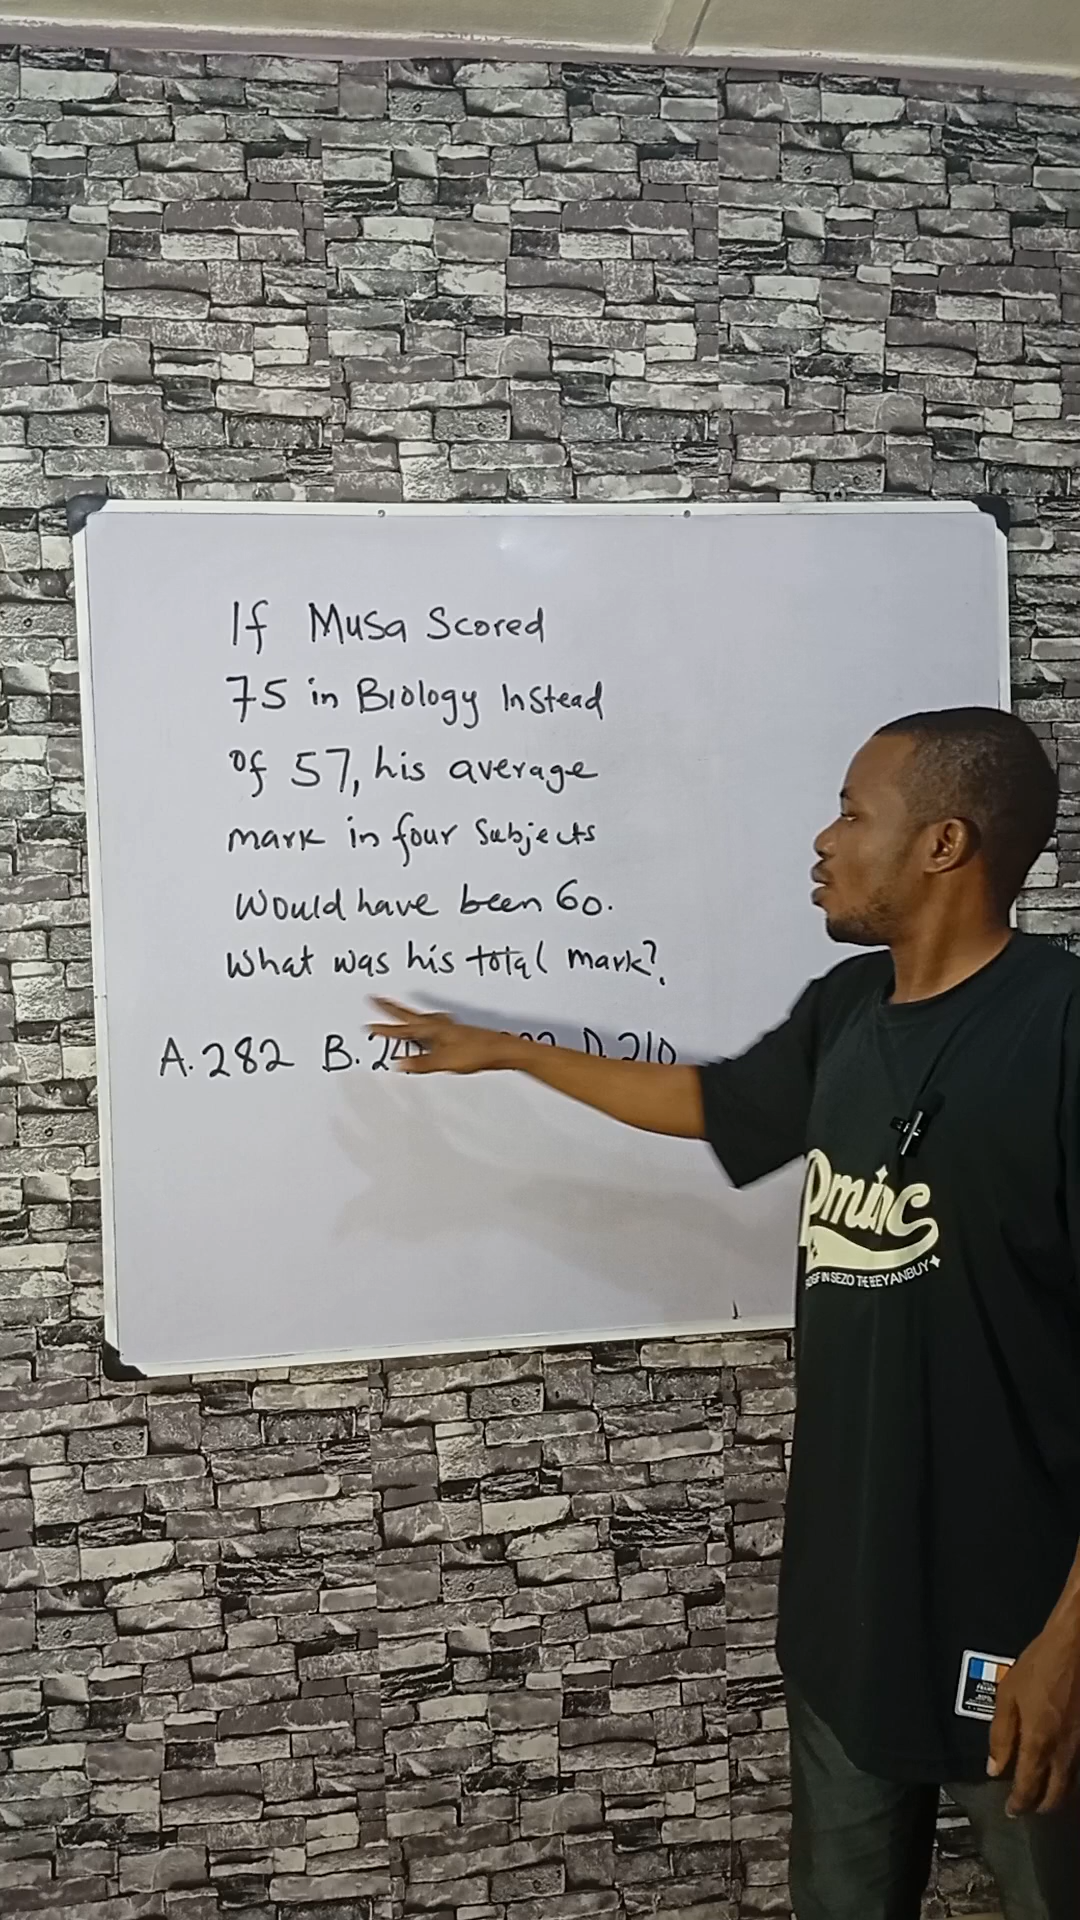 If Musa Scored
75 in Biology Instead
of 57, his average
mark in four Subjects
Would have been 60.
What was his total mark?
A. 282 B. D. 210